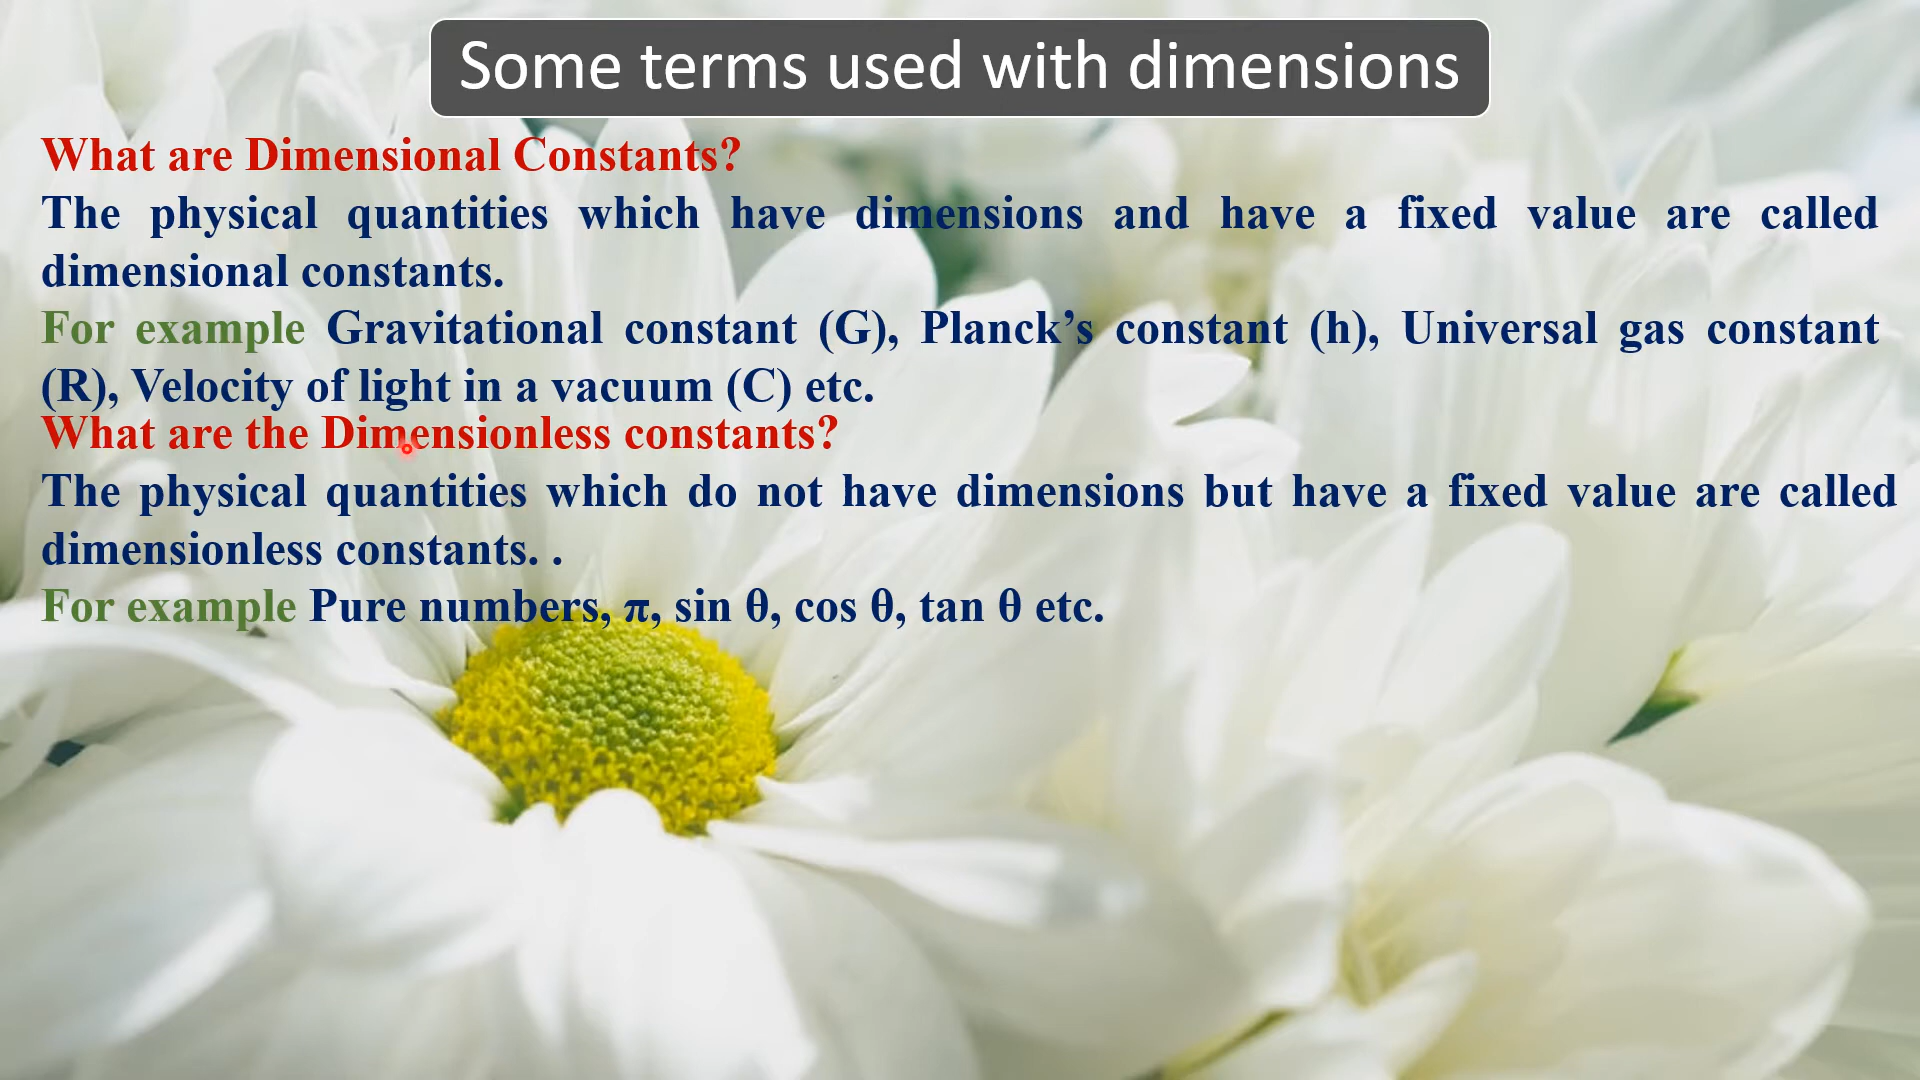 Some terms used with dimensions
What are Dimensional Constants?
The physical quantities which have dimensions and have a fixed value are called
dimensional constants.
For example Gravitational constant (G), Planck’s constant (h), Universal gas constant
(R), Velocity of light in a vacuum (C) etc.
What are the Dimensionless constants?
The physical quantities which do not have dimensions but have a fixed value are called
dimensionless constants. .
For example Pure numbers, π, sin θ, cos θ, tan θ etc.